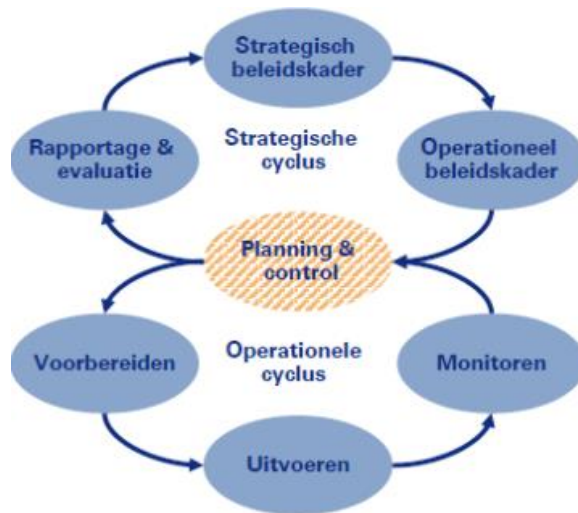 Strategisch
beleidskader
Rapportage &
evaluatie
Strategische
cyclus
Operationeel
beleidskader
Planning &
control
Voorbereiden
Operationele
cyclus
Monitoren
Uitvoeren